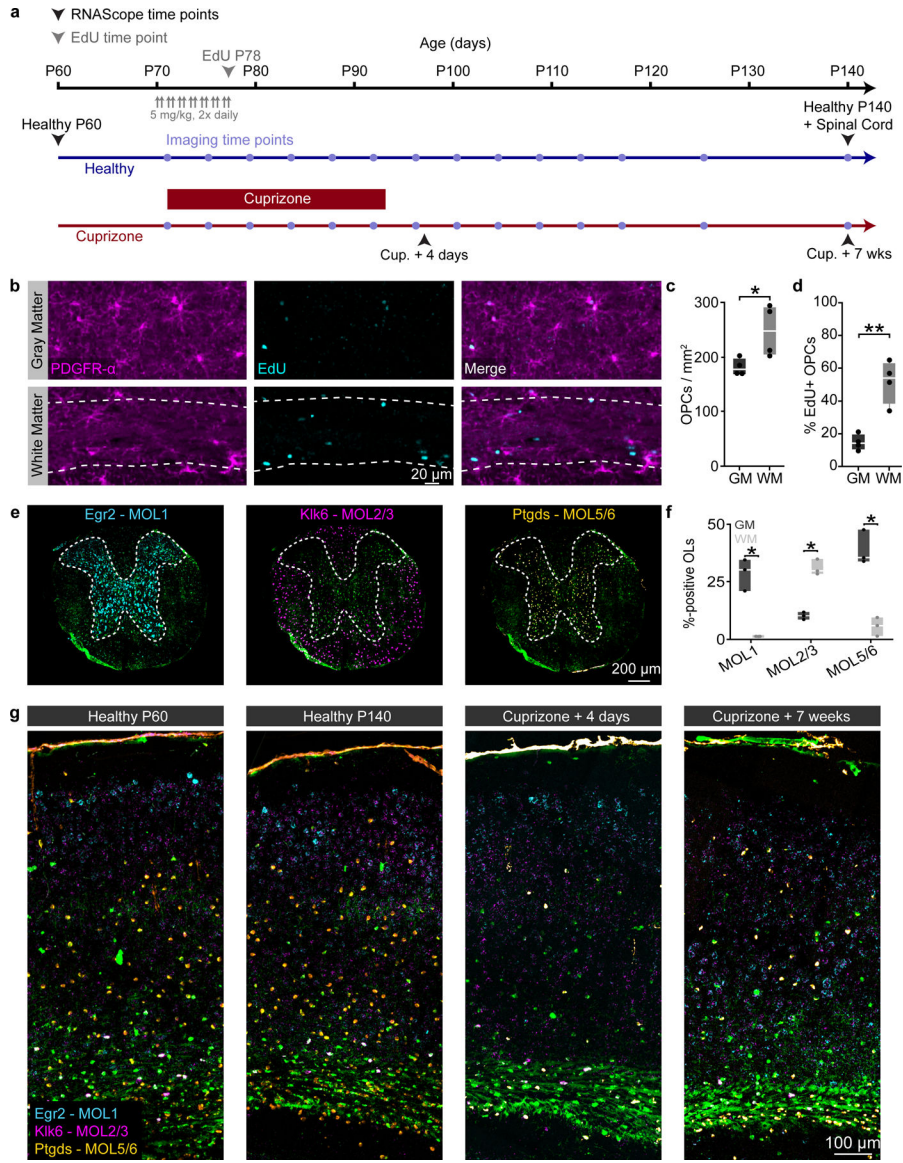 a
RNAScope time points
EdU time point
Age (days)
EdU P78
P60 P70 P80 P90 P100 P110 P120 P130 P140
5 mg/kg, 2x daily
Healthy P60
Healthy P140
+ Spinal Cord
Imaging time points
Healthy
Cuprizone
Cuprizone
Cup. + 4 days
Cup. + 7 wks
b
Gray Matter
PDGFR-α
EdU
Merge
White Matter
20 µm
c
OPCs / mm²
300
200
100
0
*
GM WM
d
% EdU+ OPCs
100
80
60
40
20
0
**
GM WM
e
Egr2 - MOL1
Klk6 - MOL2/3
Ptgds - MOL5/6
200 µm
f
GM
WM
%-positive OLs
50
25
0
* * *
MOL1 MOL2/3 MOL5/6
g
Healthy P60
Healthy P140
Cuprizone + 4 days
Cuprizone + 7 weeks
Egr2 - MOL1
Klk6 - MOL2/3
Ptgds - MOL5/6
100 µm